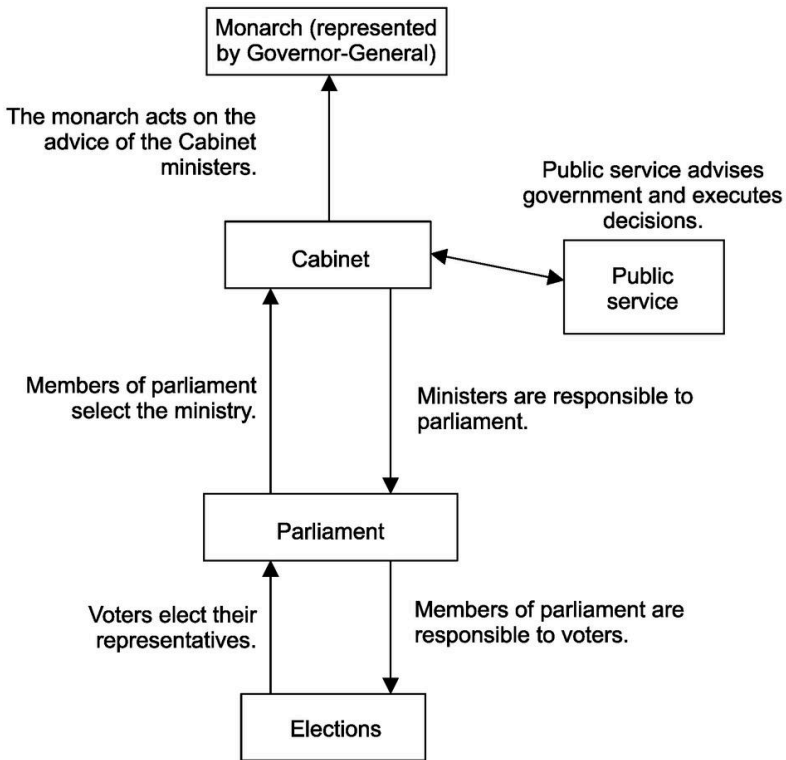 Monarch (represented
by Governor-General)
The monarch acts on the
advice of the Cabinet
ministers.
Public service advises
government and executes
decisions.
Cabinet
Public
service
Members of parliament
select the ministry.
Ministers are responsible to
parliament.
Parliament
Voters elect their
representatives.
Members of parliament are
responsible to voters.
Elections